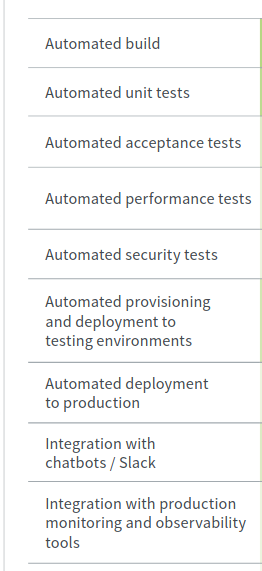 Automated build
Automated unit tests
Automated acceptance tests
Automated performance tests
Automated security tests
Automated provisioning
and deployment to
testing environments
Automated deployment
to production
Integration with
chatbots / Slack
Integration with production
monitoring and observability
tools